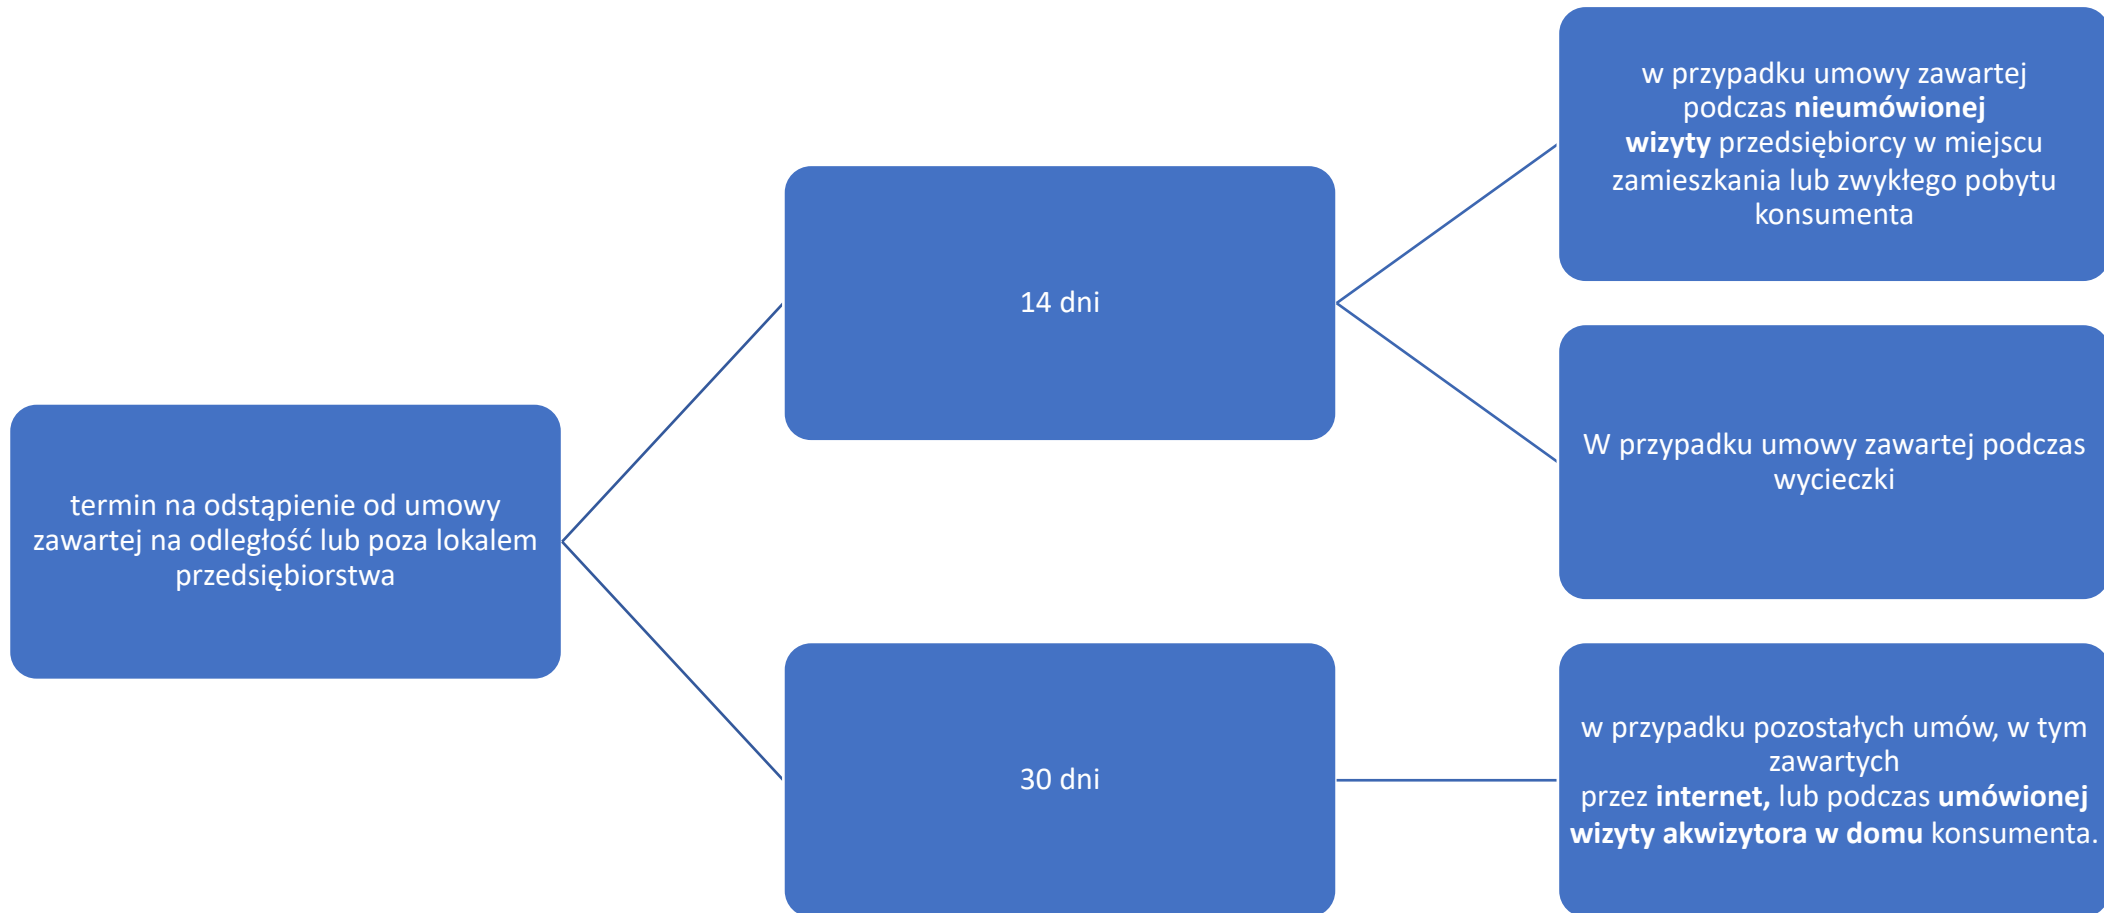 termin na odstąpienie od umowy
zawartej na odległość lub poza lokalem
przedsiębiorstwa
14 dni
w przypadku umowy zawartej
podczas nieumówionej
wizyty przedsiębiorcy w miejscu
zamieszkania lub zwykłego pobytu
konsumenta
W przypadku umowy zawartej podczas
wycieczki
30 dni
w przypadku pozostałych umów, w tym
zawartych
przez internet, lub podczas umówionej
wizyty akwizytora w domu konsumenta.